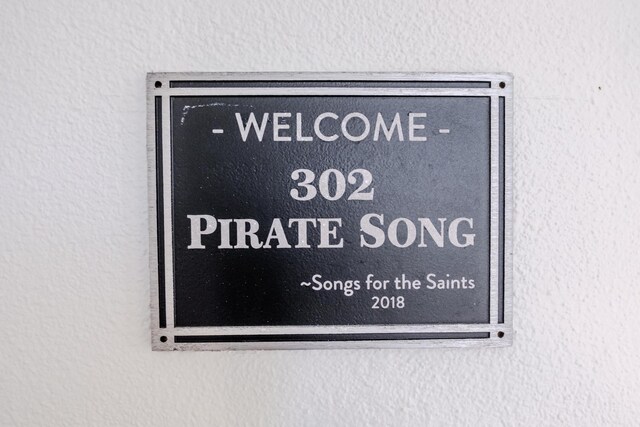 - WELCOME -
302
PIRATE SONG
~Songs for the Saints
2018